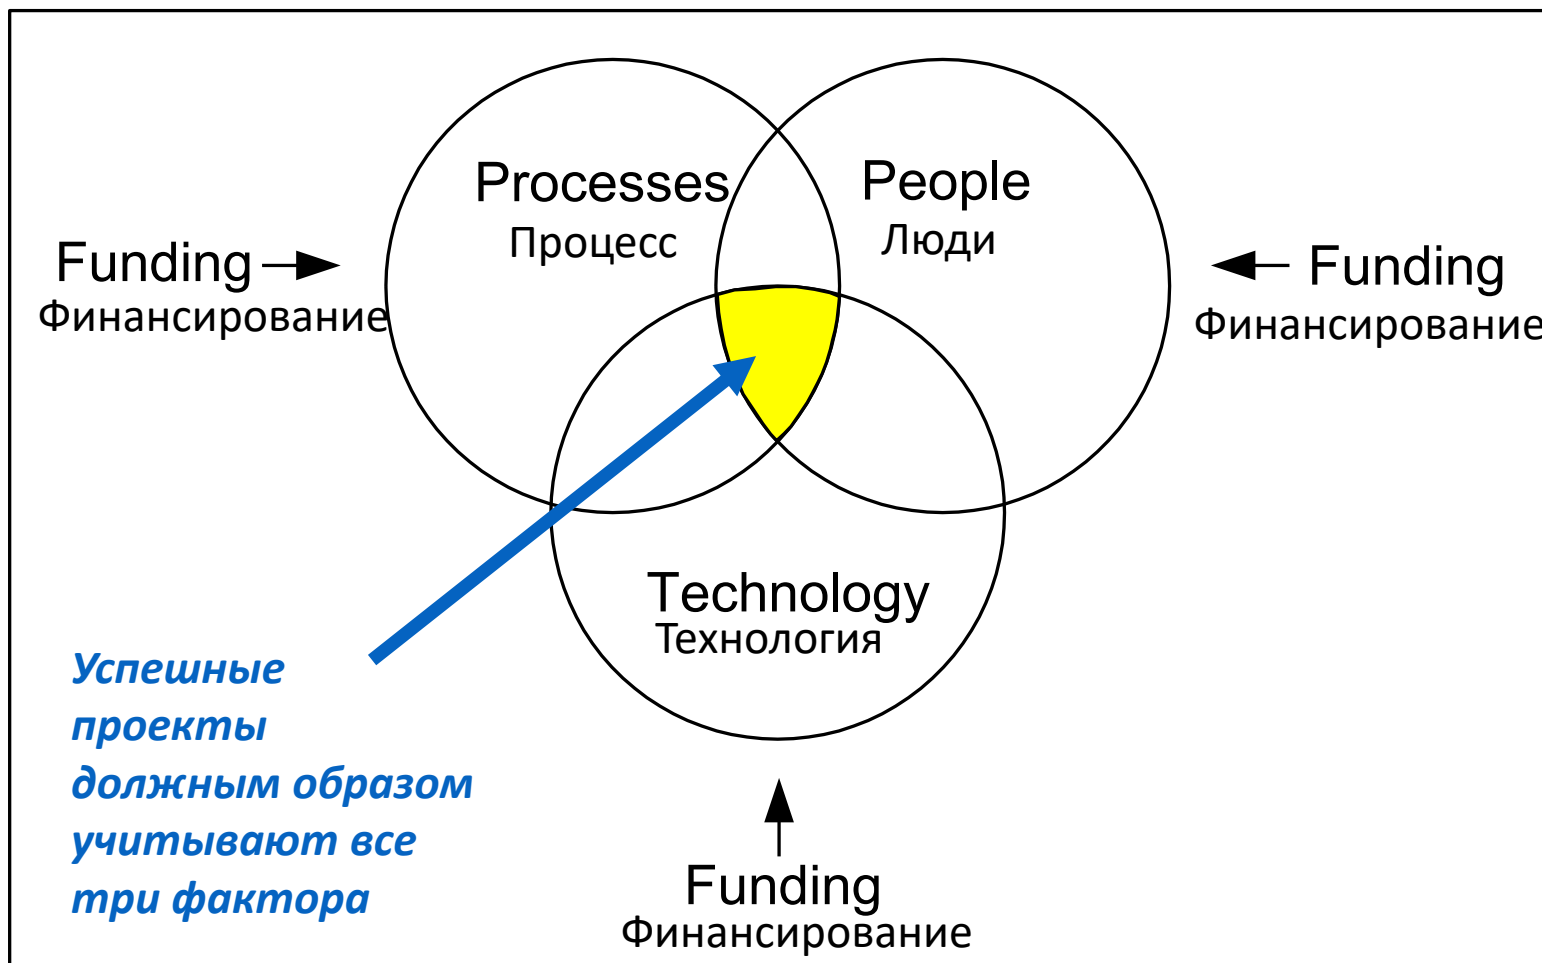 Processes
Процесс
People
Люди
Funding
Финансирование
Funding
Финансирование
Technology
Технология
Успешные
проекты
должным образом
учитывают все
три фактора
Funding
Финансирование